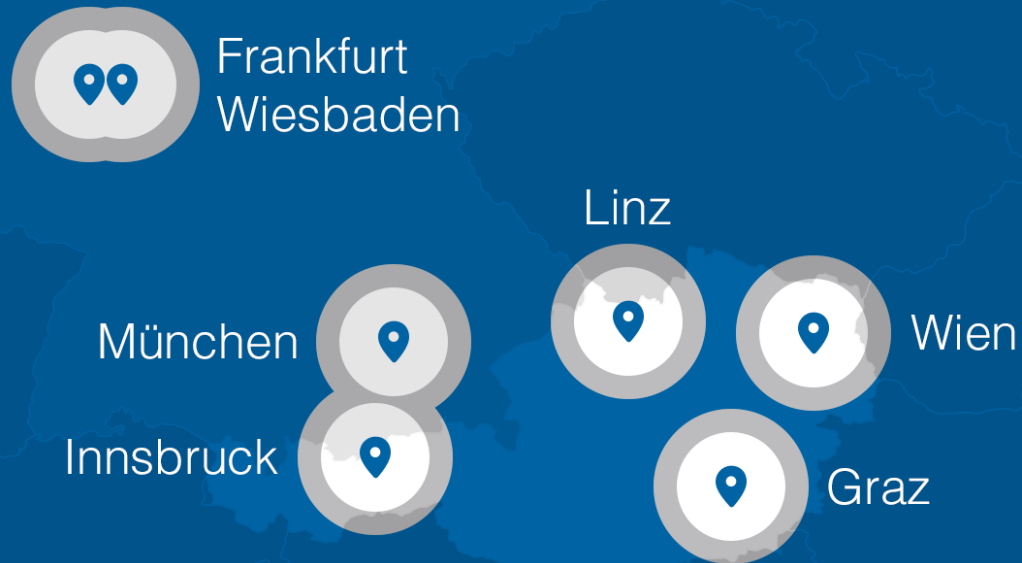 Frankfurt
Wiesbaden
Linz
München
Wien
Innsbruck
Graz